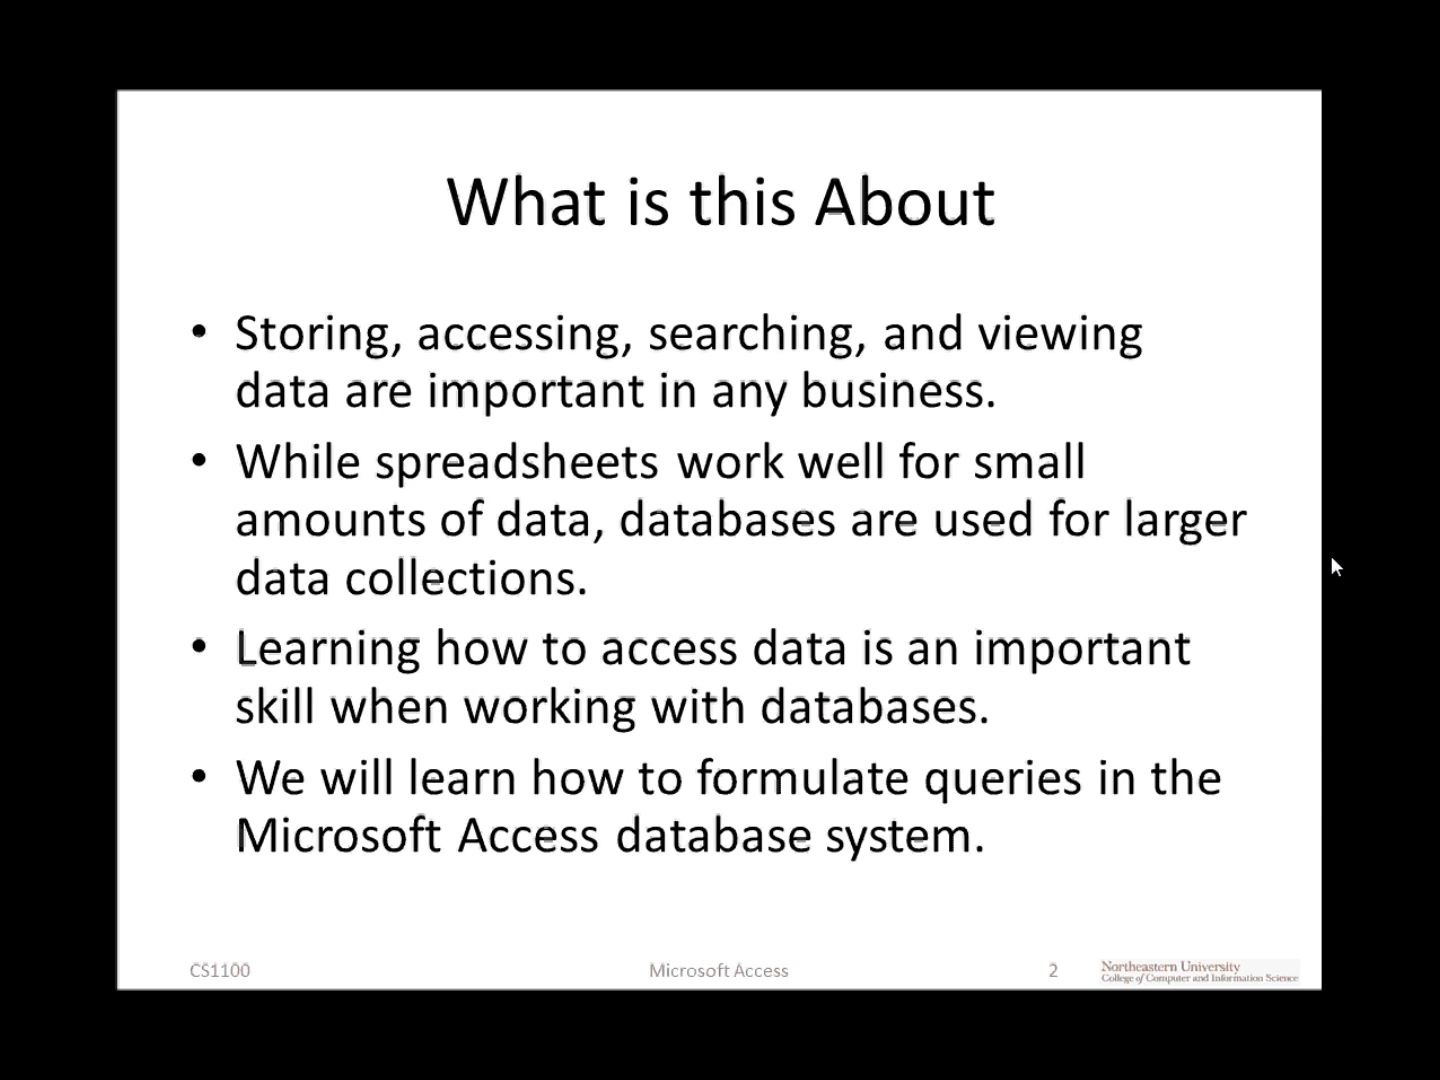 What is this About
• Storing, accessing, searching, and viewing
data are important in any business.
• While spreadsheets work well for small
amounts of data, databases are used for larger
data collections.
• Learning how to access data is an important
skill when working with databases.
• We will learn how to formulate queries in the
Microsoft Access database system.
CS1100
Microsoft Access
2
Northeastern University
College of Computer and Information Science